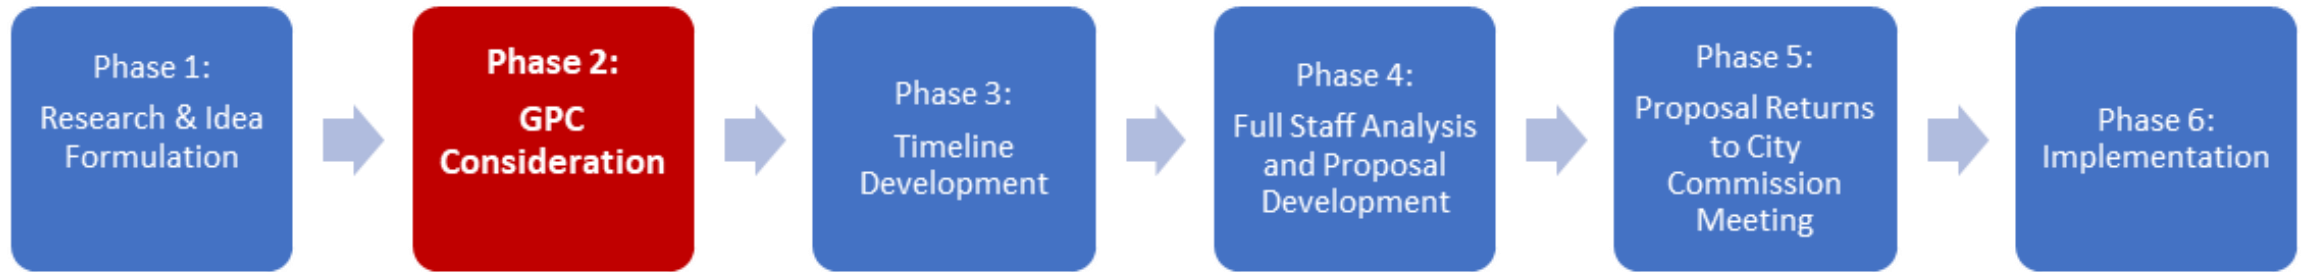 Phase 1:
Research & Idea
Formulation
Phase 2:
GPC
Consideration
Phase 3:
Timeline
Development
Phase 4:
Full Staff Analysis
and Proposal
Development
Phase 5:
Proposal Returns
to City
Commission
Meeting
Phase 6:
Implementation